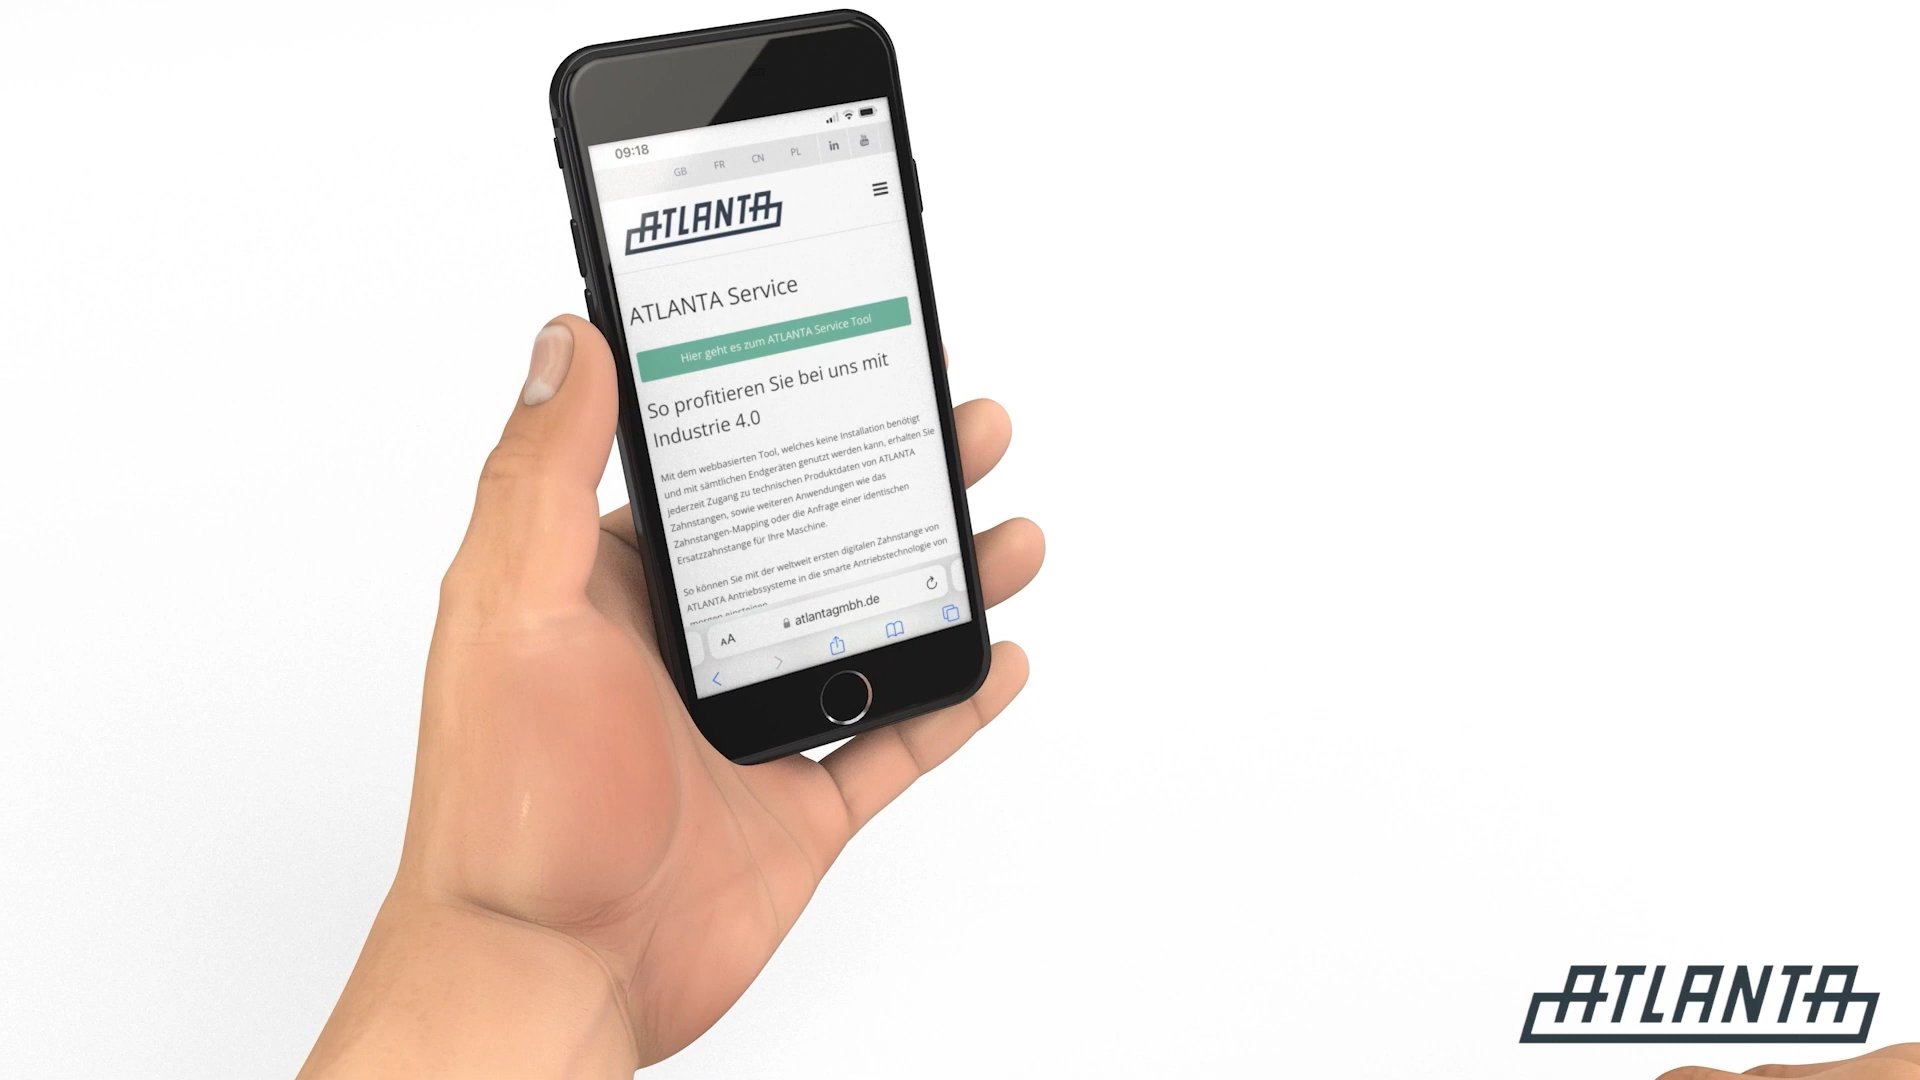 09:18
GB FR CN PL in You
ATLANTA
ATLANTA Service
Hier geht es zum ATLANTA Service Tool
So profitieren Sie bei uns mit
Industrie 4.0
Mit dem webbasierten Tool, welches keine Installation benötigt
und mit sämtlichen Endgeräten genutzt werden kann, erhalten Sie
jederzeit Zugang zu technischen Produktdaten von ATLANTA
Zahnstangen, sowie weiteren Anwendungen wie das
Zahnstangen-Mapping oder die Anfrage einer identischen
Ersatzzahnstange für Ihre Maschine.
So können Sie mit der weltweit ersten digitalen Zahnstange von
ATLANTA Antriebssysteme in die smarte Antriebstechnologie von
morgen einsteigen
AA atlantagmbh.de
ATLANTA